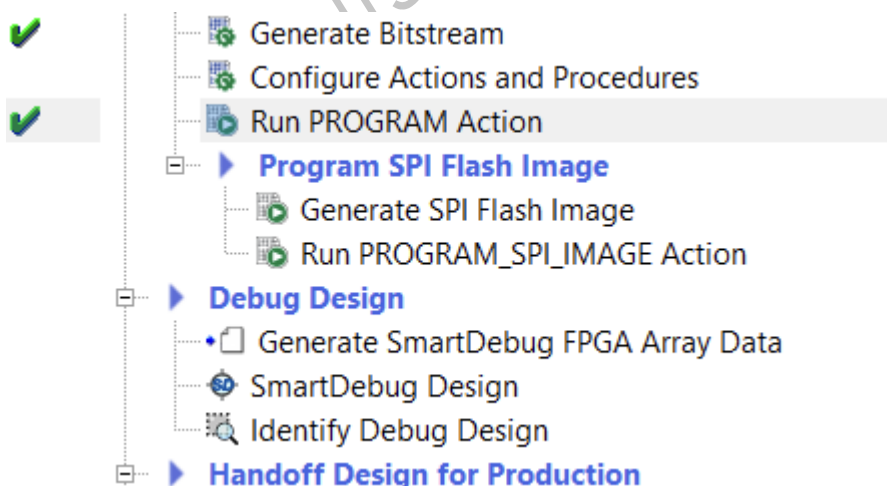 Generate Bitstream
Configure Actions and Procedures
Run PROGRAM Action
Program SPI Flash Image
Generate SPI Flash Image
Run PROGRAM_SPI_IMAGE Action
Debug Design
Generate SmartDebug FPGA Array Data
SD SmartDebug Design
Identify Debug Design
Handoff Design for Production